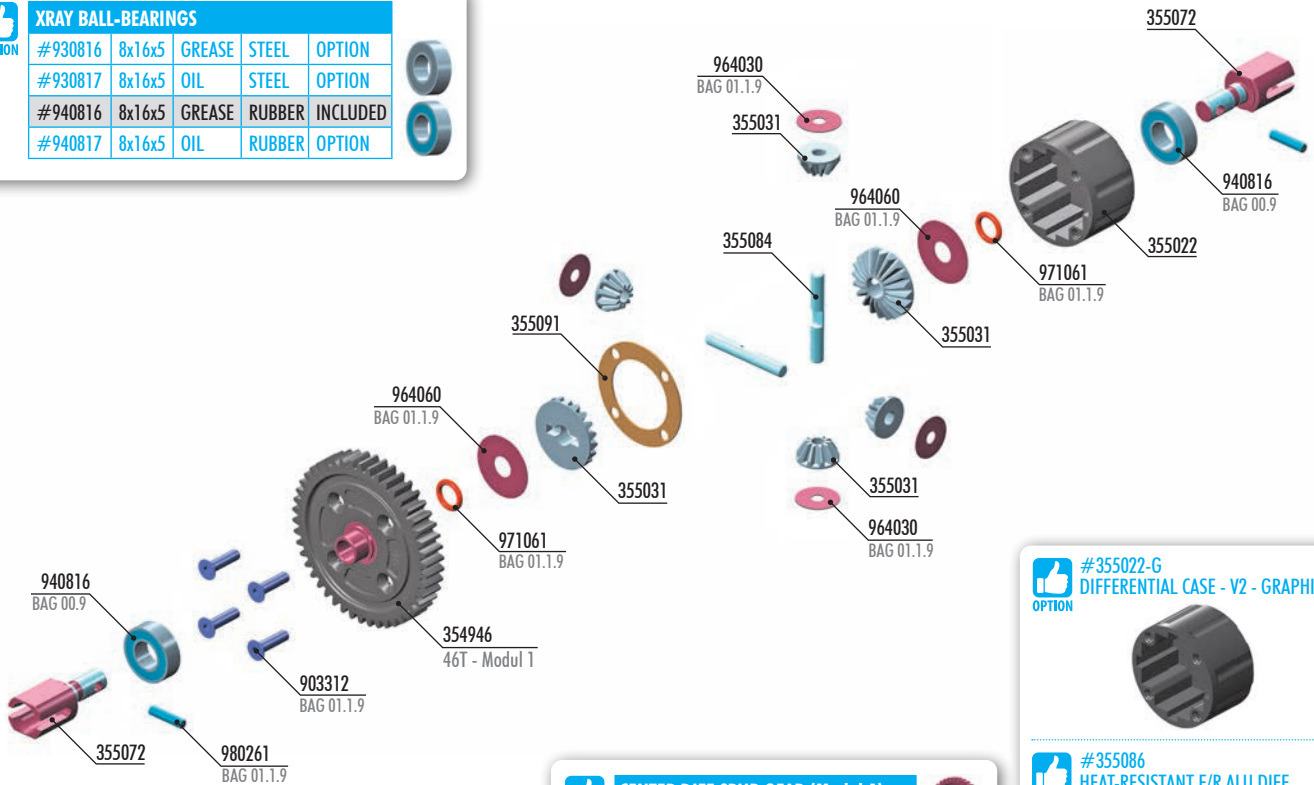 XRAY BALL-BEARINGS
#930816 8x16x5 GREASE STEEL OPTION
#930817 8x16x5 OIL STEEL OPTION
#940816 8x16x5 GREASE RUBBER INCLUDED
#940817 8x16x5 OIL RUBBER OPTION
355072
964030
BAG 01.1.9
355031
940816
BAG 00.9
964060
BAG 01.1.9
355084
355022
971061
BAG 01.1.9
355031
355091
964060
BAG 01.1.9
355031
355031
964030
BAG 01.1.9
971061
BAG 01.1.9
940816
BAG 00.9
354946
46T - Modul 1
903312
BAG 01.1.9
355072
980261
BAG 01.1.9
#355022-G
DIFFERENTIAL CASE - V2 -
OPTION
#355086
HEAT-RESISTANT F/R ALU DIFF